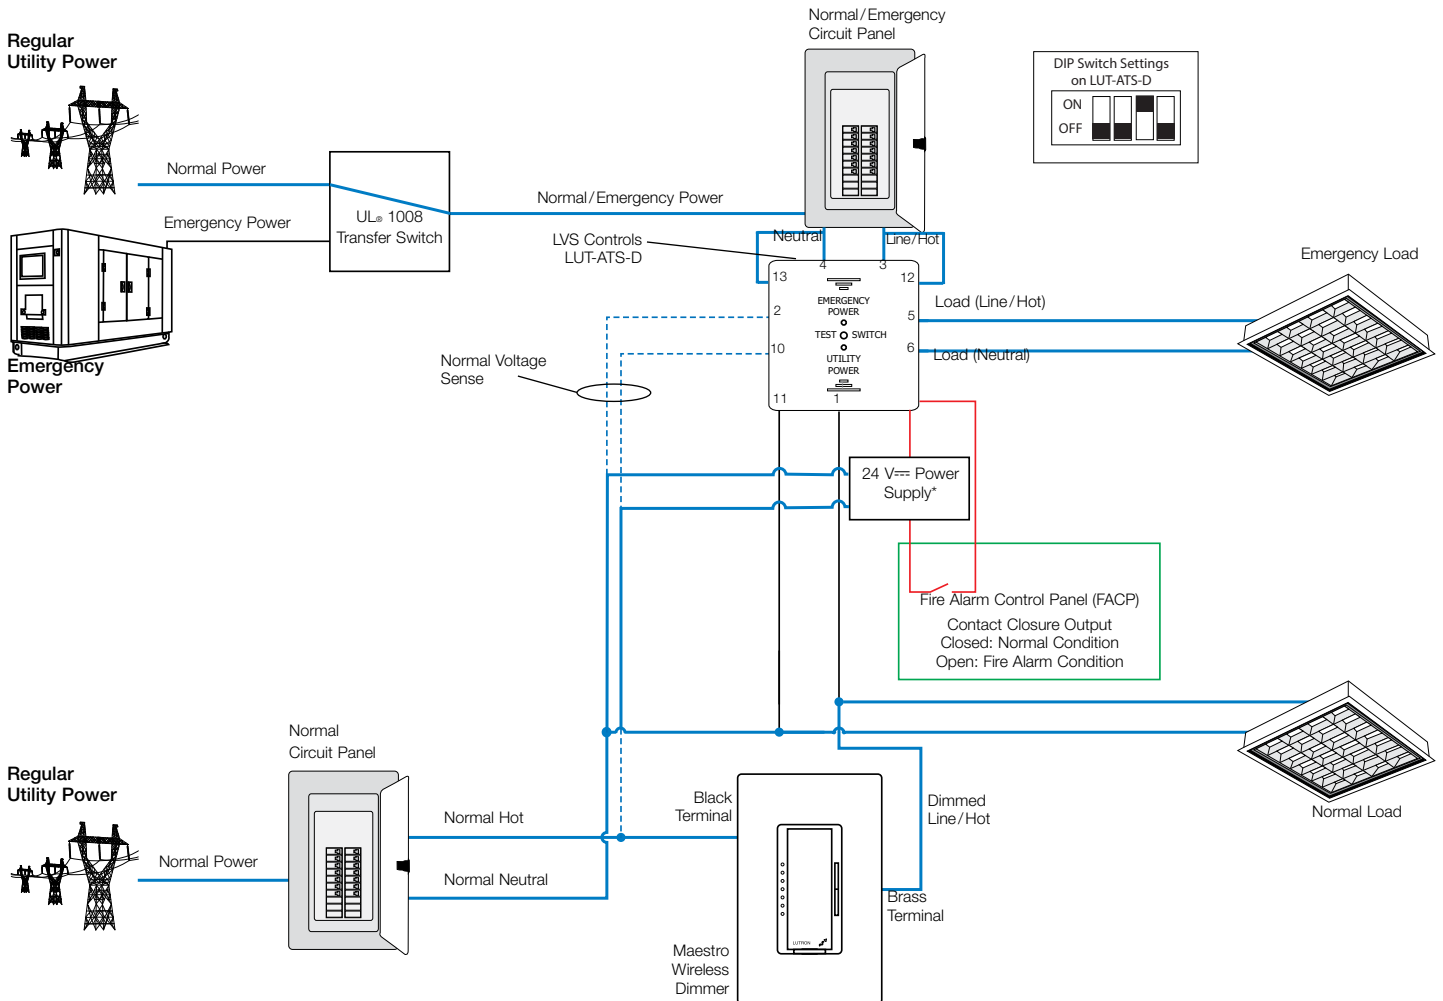 Normal/Emergency
Circuit Panel
Regular
Utility Power
DIP Switch Settings
on LUT-ATS-D
ON
OFF
Normal Power
Normal/Emergency Power
Emergency Power
UL® 1008
Transfer Switch
LVS Controls
LUT-ATS-D
Neutral
Line/Hot
4
3
13
12
Emergency Load
EMERGENCY
POWER
2
5
Load (Line/Hot)
TEST
SWITCH
10
6
Load (Neutral)
UTILITY
POWER
11
1
Emergency
Power
Normal Voltage
Sense
24 V Power
Supply*
Fire Alarm Control Panel (FACP)
Contact Closure Output
Closed: Normal Condition
Open: Fire Alarm Condition
Normal
Circuit Panel
Regular
Utility Power
Normal Power
Normal Hot
Normal Neutral
Black
Terminal
Dimmed
Line/Hot
Normal Load
Brass
Terminal
LUTRON
Maestro
Wireless
Dimmer